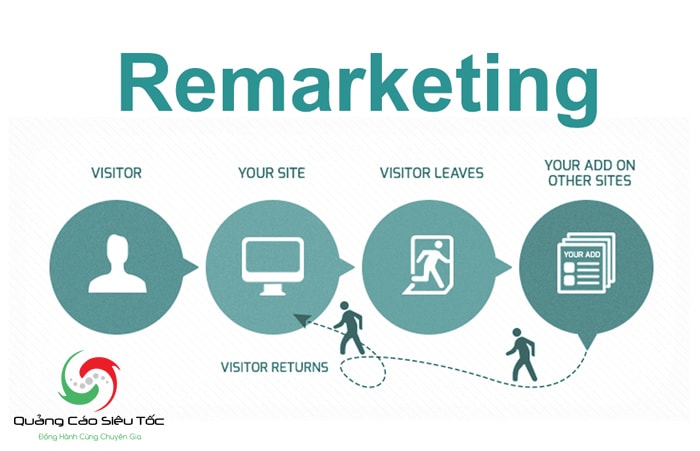 Remarketing
VISITOR
YOUR SITE
VISITOR LEAVES
YOUR ADD ON
OTHER SITES
YOUR ADD
VISITOR RETURNS
Quảng Cáo Siêu Tốc
Đồng Hành Cùng Chuyên Gia